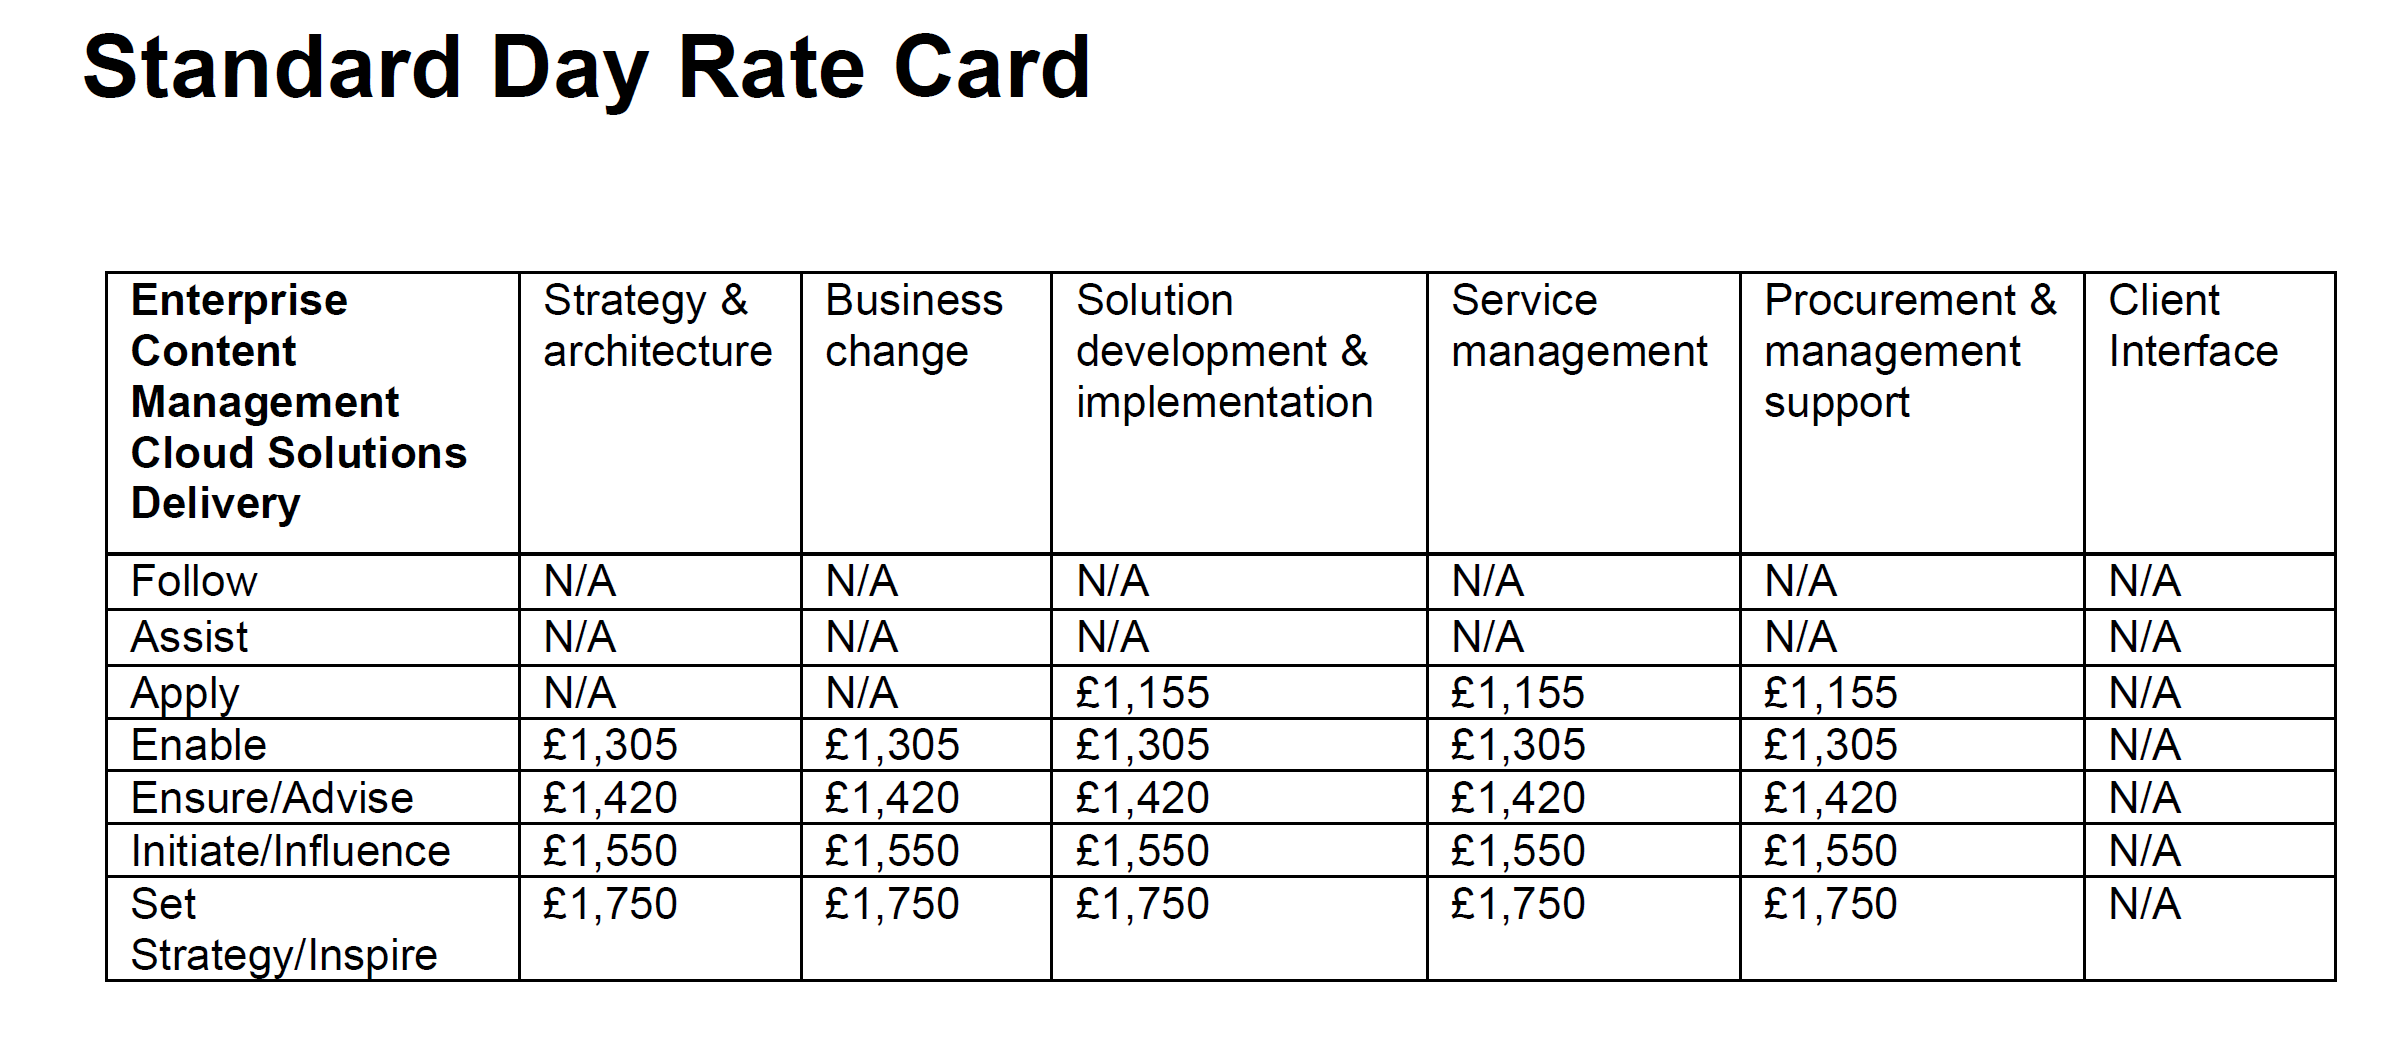 Standard Day Rate Card
Enterprise Content Management Cloud Solutions Delivery | Strategy & architecture | Business change | Solution development & implementation | Service management | Procurement & management support | Client Interface
Follow | N/A | N/A | N/A | N/A | N/A | N/A
Assist | N/A | N/A | N/A | N/A | N/A | N/A
Apply | N/A | N/A | £1,155 | £1,155 | £1,155 | N/A
Enable | £1,305 | £1,305 | £1,305 | £1,305 | £1,305 | N/A
Ensure/Advise | £1,420 | £1,420 | £1,420 | £1,420 | £1,420 | N/A
Initiate/Influence | £1,550 | £1,550 | £1,550 | £1,550 | £1,550 | N/A
Set Strategy/Inspire | £1,750 | £1,750 | £1,750 | £1,750 | £1,750 | N/A